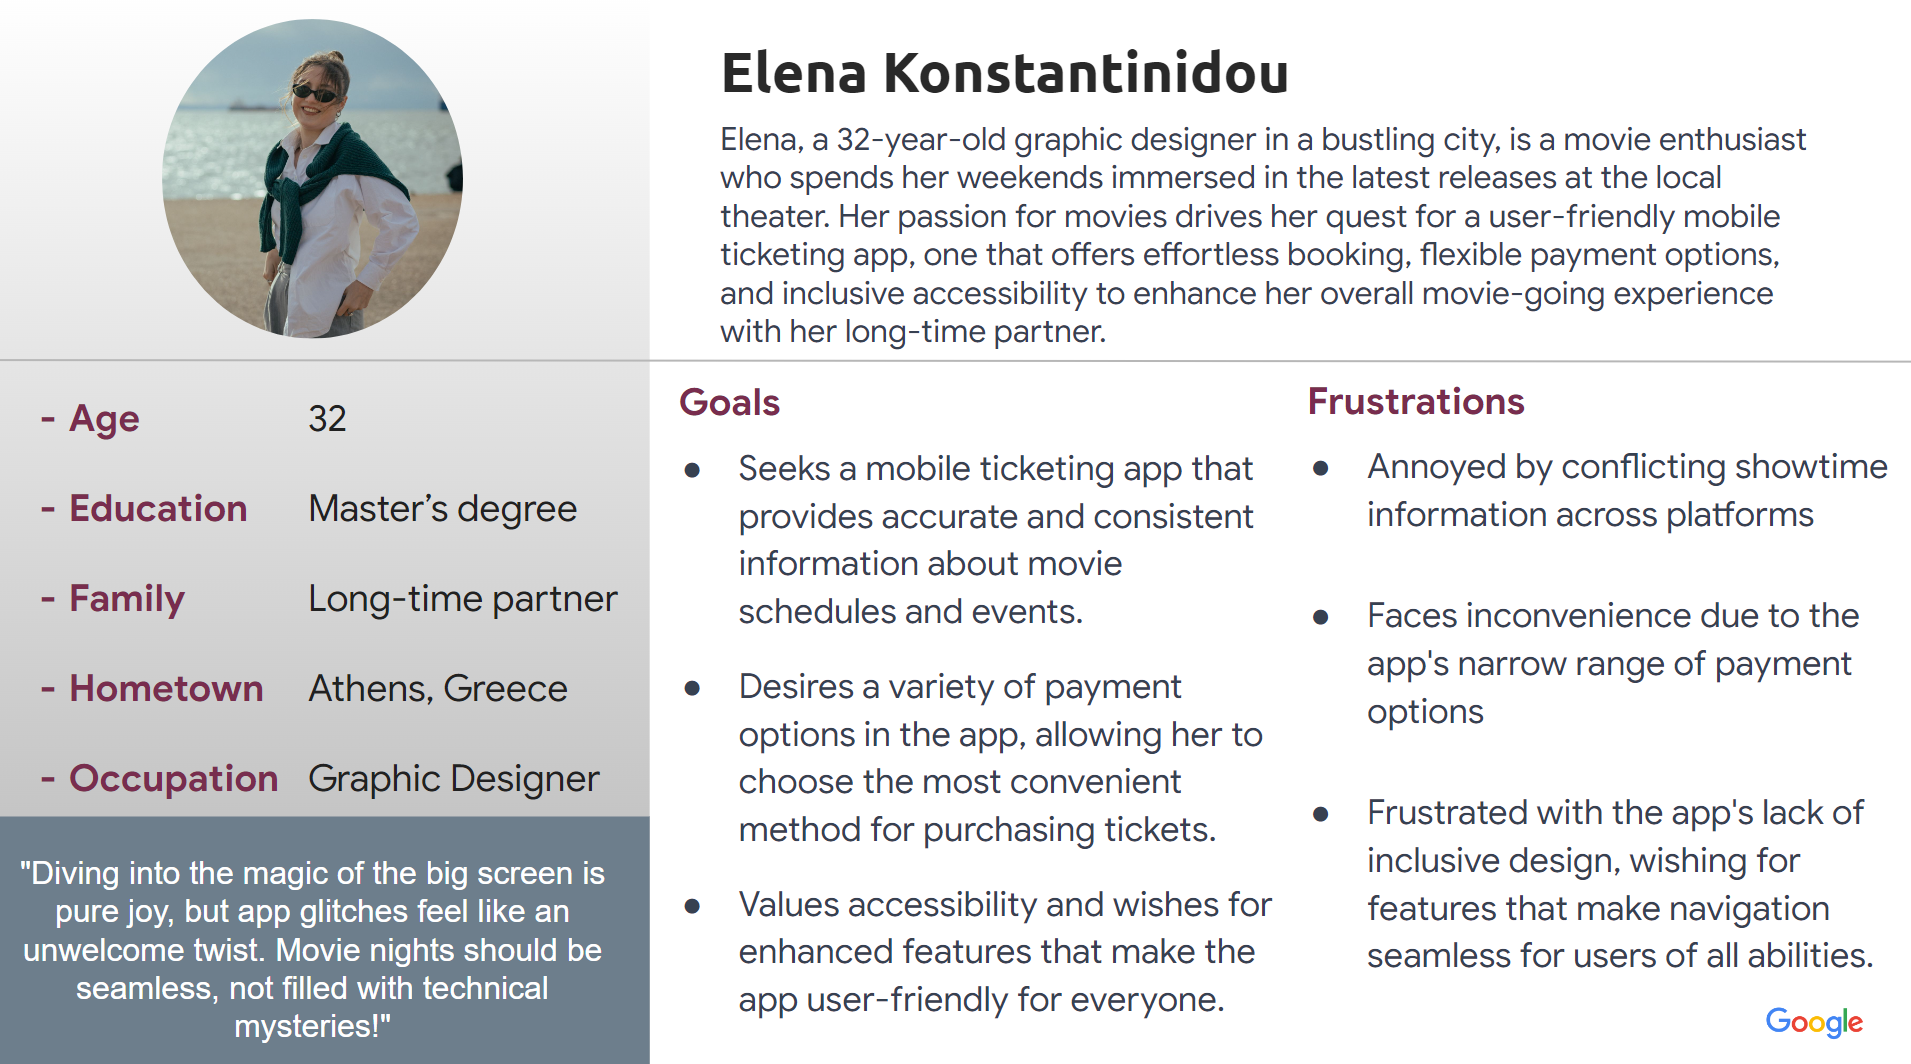 Elena Konstantinidou
Elena, a 32-year-old graphic designer in a bustling city, is a movie enthusiast
who spends her weekends immersed in the latest releases at the local
theater. Her passion for movies drives her quest for a user-friendly mobile
ticketing app, one that offers effortless booking, flexible payment options,
and inclusive accessibility to enhance her overall movie-going experience
with her long-time partner.
- Age 32
- Education Master’s degree
- Family Long-time partner
- Hometown Athens, Greece
- Occupation Graphic Designer
"Diving into the magic of the big screen is
pure joy, but app glitches feel like an
unwelcome twist. Movie nights should be
seamless, not filled with technical
mysteries!"
Goals
● Seeks a mobile ticketing app that
provides accurate and consistent
information about movie
schedules and events.
● Desires a variety of payment
options in the app, allowing her to
choose the most convenient
method for purchasing tickets.
● Values accessibility and wishes for
enhanced features that make the
app user-friendly for everyone.
Frustrations
● Annoyed by conflicting showtime
information across platforms
● Faces inconvenience due to the
app's narrow range of payment
options
● Frustrated with the app's lack of
inclusive design, wishing for
features that make navigation
seamless for users of all abilities.
Google